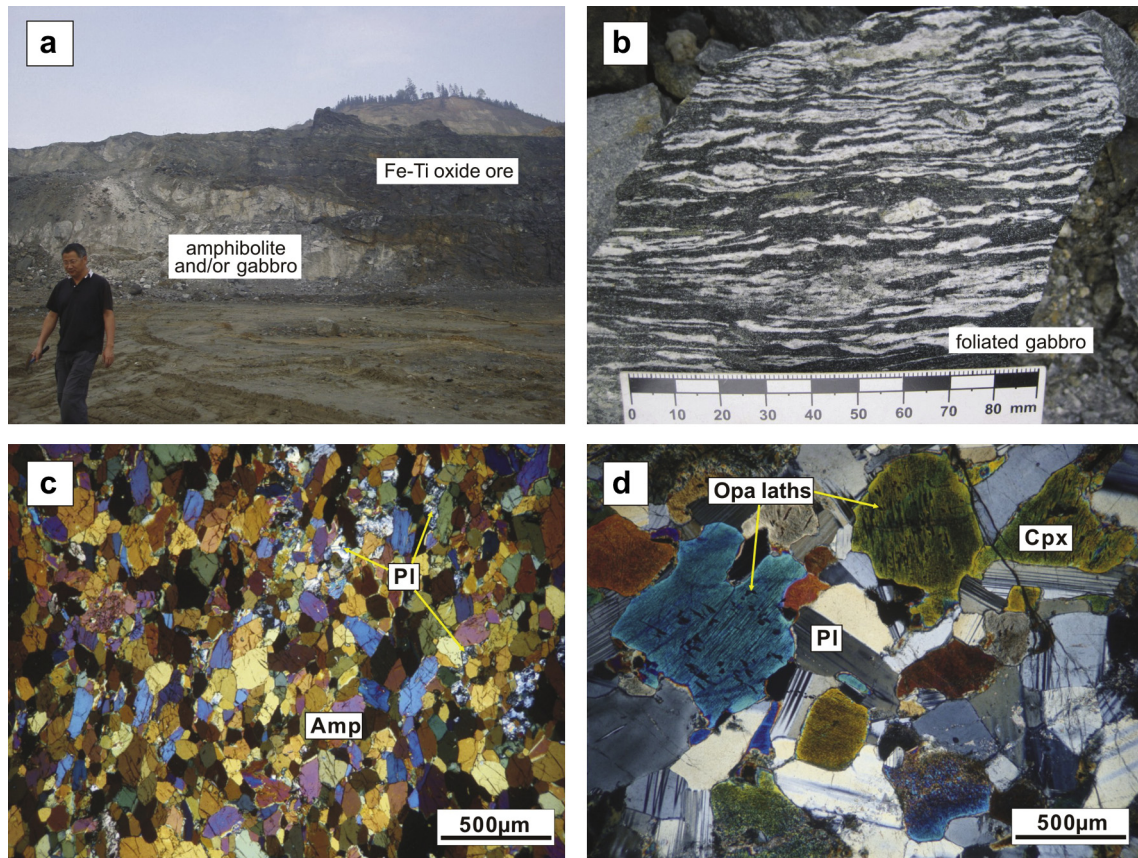 a
Fe-Ti oxide ore
amphibolite
and/or gabbro
b
foliated gabbro
0 10 20 30 40 50 60 70 80 mm
c
Pl
Amp
500μm
d
Opa laths
Cpx
Pl
500μm